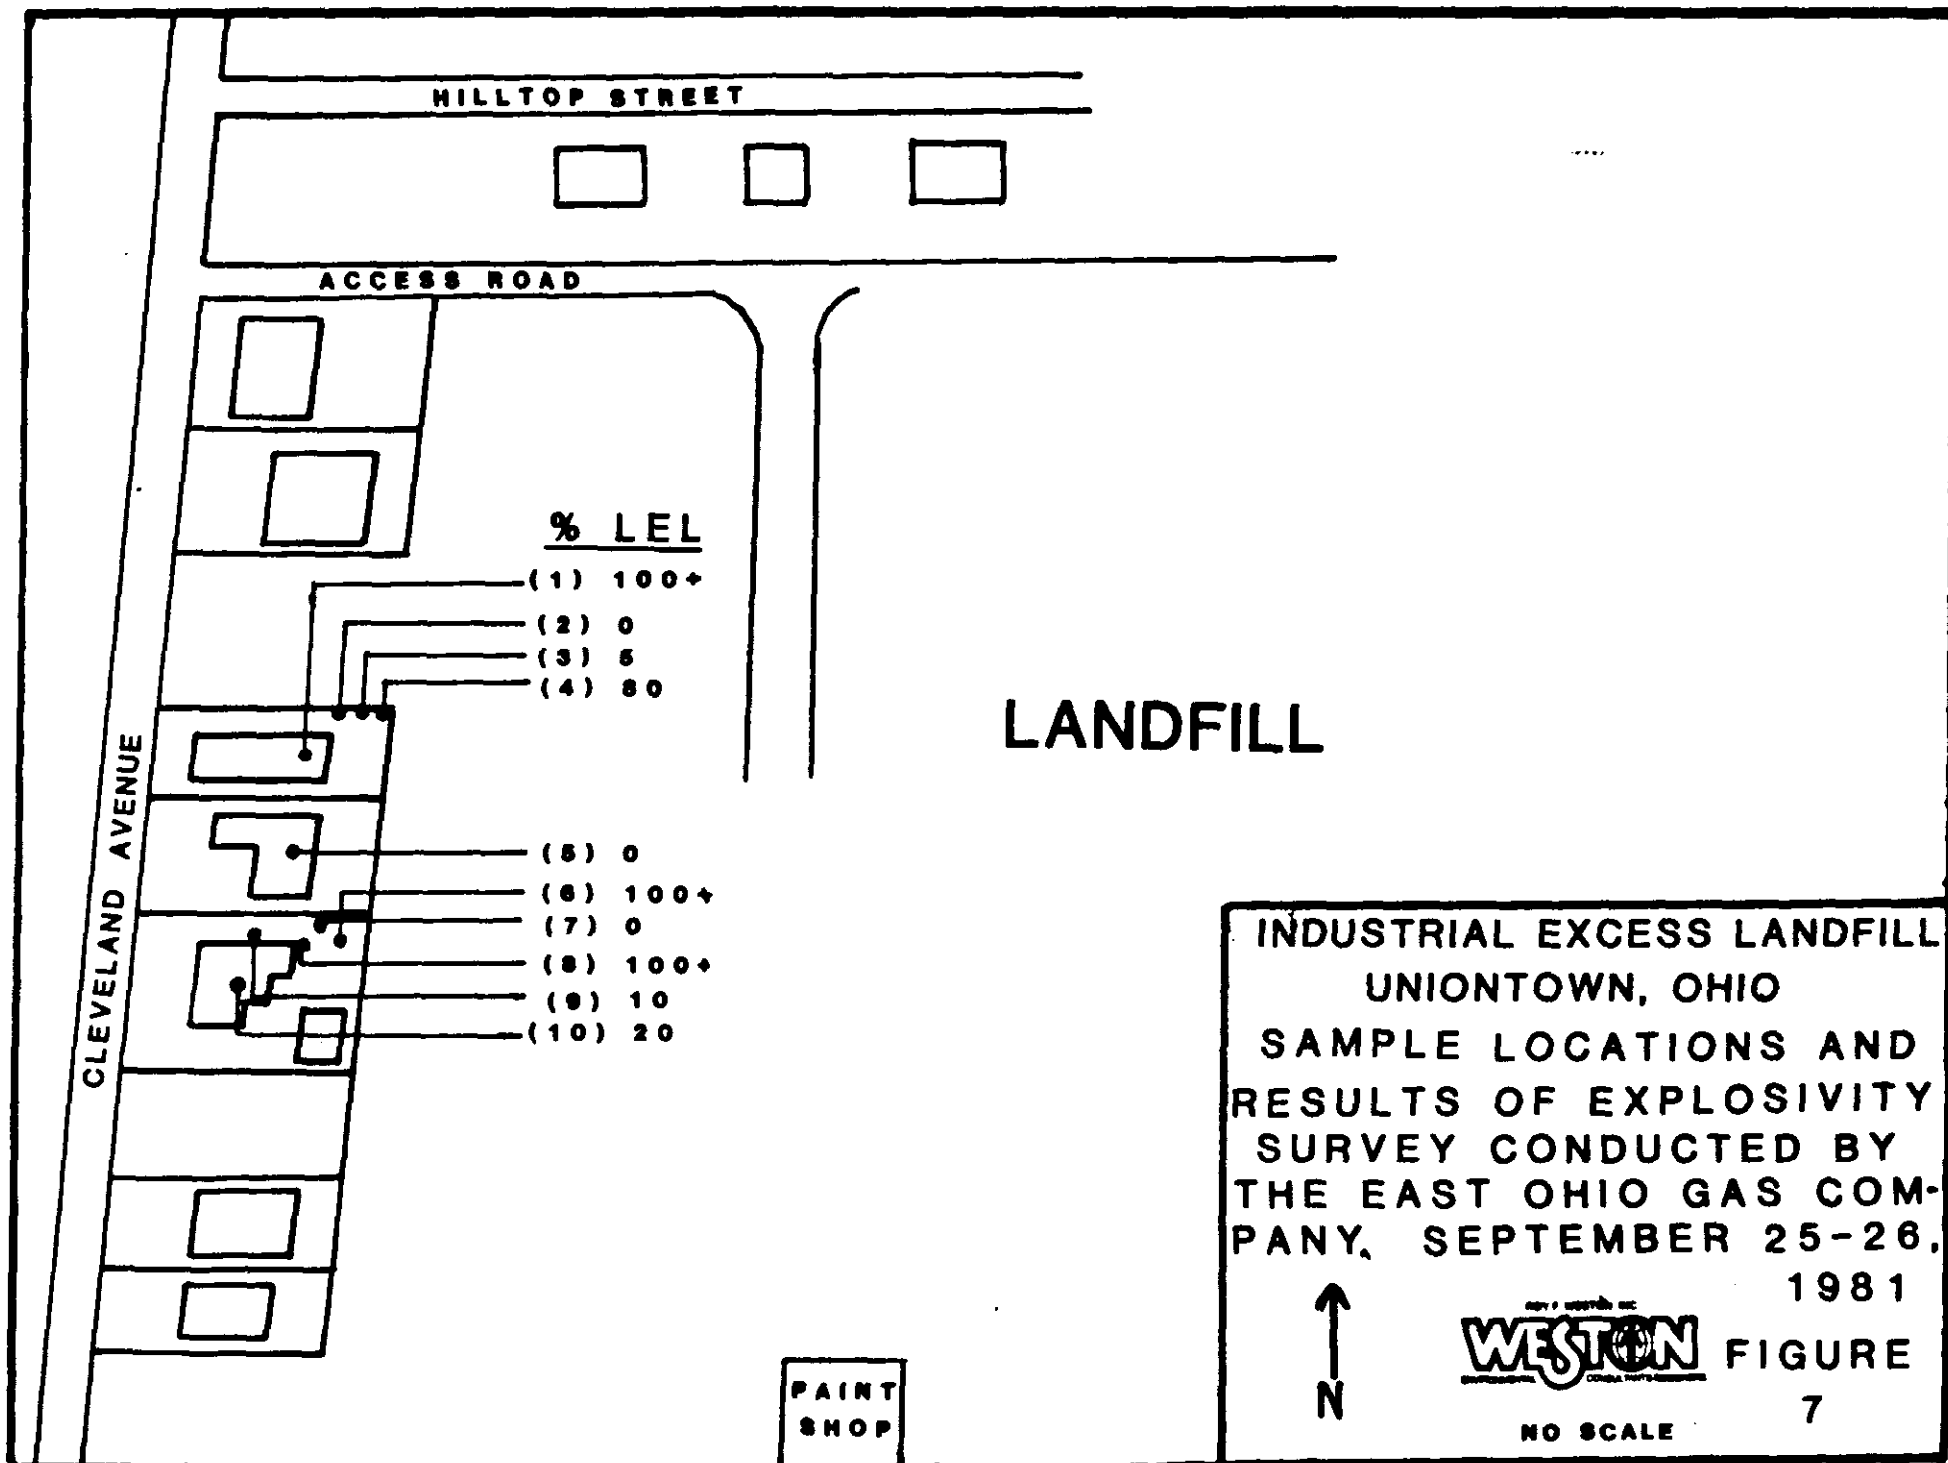 HILLTOP STREET
ACCESS ROAD
% LEL
(1) 100+
(2) 0
(3) 5
(4) 80
LANDFILL
CLEVELAND AVENUE
(5) 0
(6) 100+
(7) 0
(8) 100+
(9) 10
(10) 20
INDUSTRIAL EXCESS LANDFILL
UNIONTOWN, OHIO
SAMPLE LOCATIONS AND
RESULTS OF EXPLOSIVITY
SURVEY CONDUCTED BY
THE EAST OHIO GAS COM-
PANY, SEPTEMBER 25-26,
1981
WESTON
FIGURE
7
N
NO SCALE
PAINT
SHOP